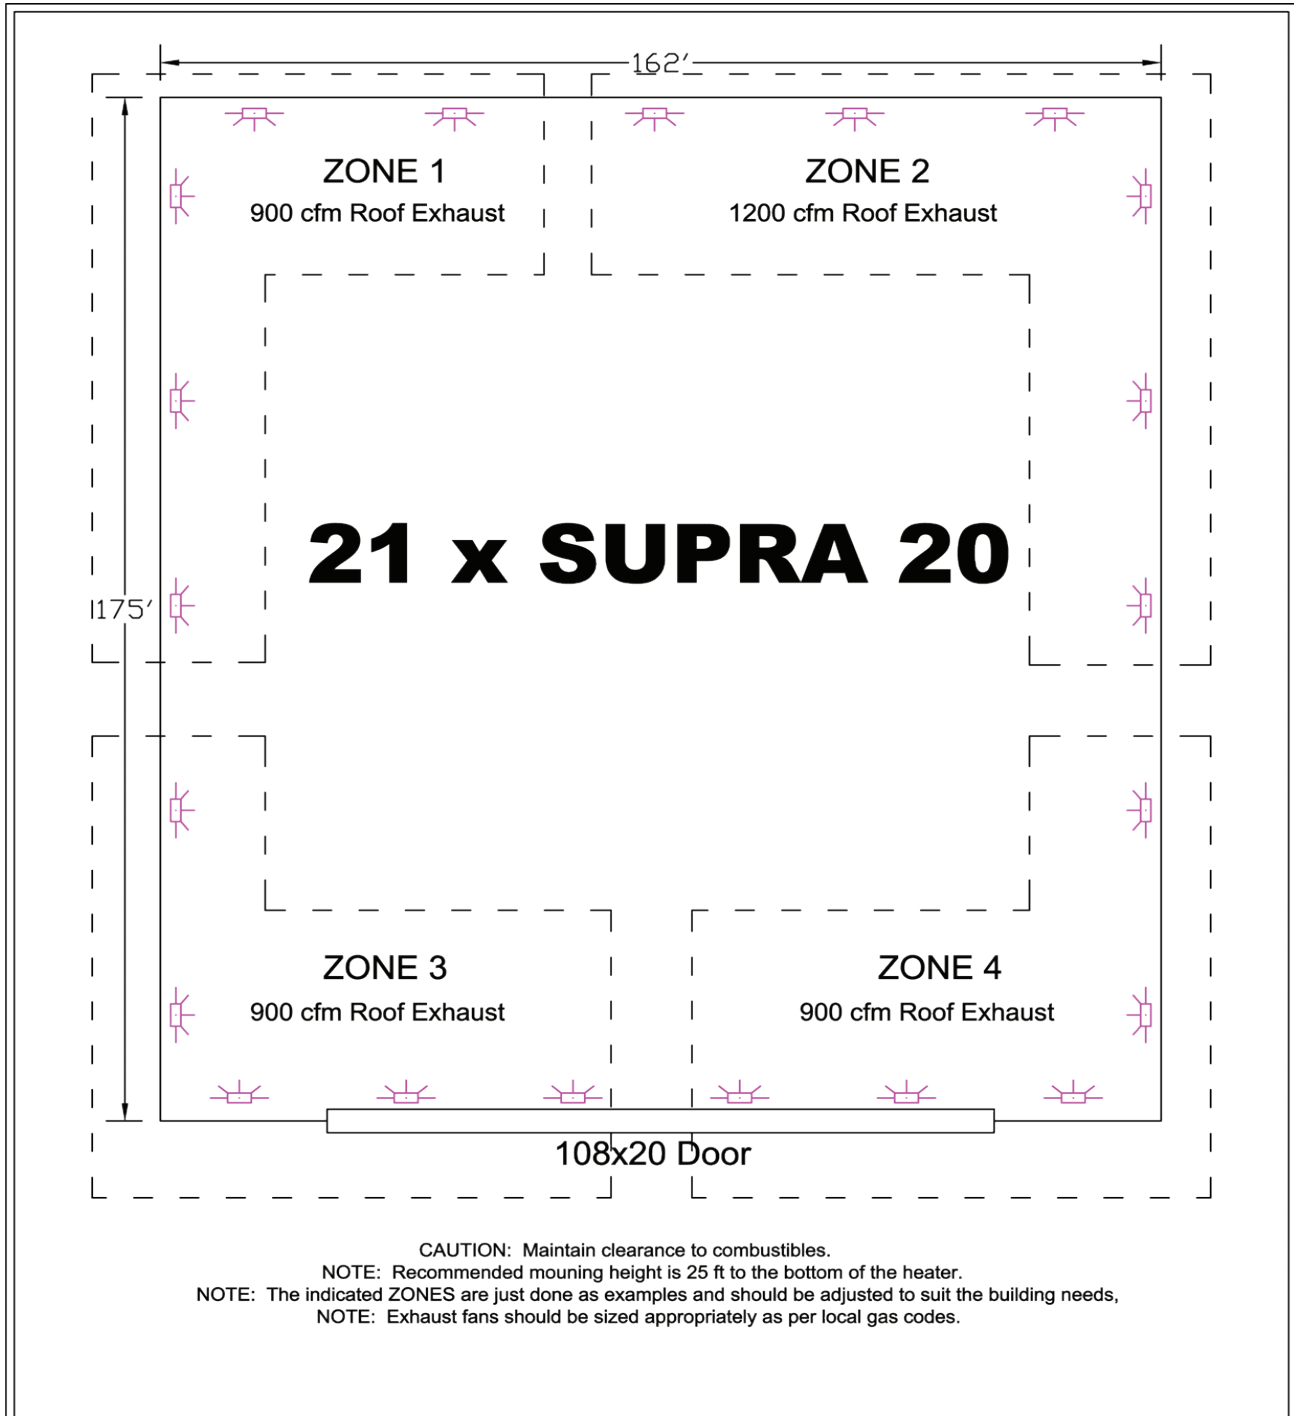 162′
ZONE 1
900 cfm Roof Exhaust
ZONE 2
1200 cfm Roof Exhaust
21 x SUPRA 20
175′
ZONE 3
900 cfm Roof Exhaust
ZONE 4
900 cfm Roof Exhaust
108x20 Door
CAUTION: Maintain clearance to combustibles.
NOTE: Recommended mouning height is 25 ft to the bottom of the heater.
NOTE: The indicated ZONES are just done as examples and should be adjusted to suit the building needs,
NOTE: Exhaust fans should be sized appropriately as per local gas codes.